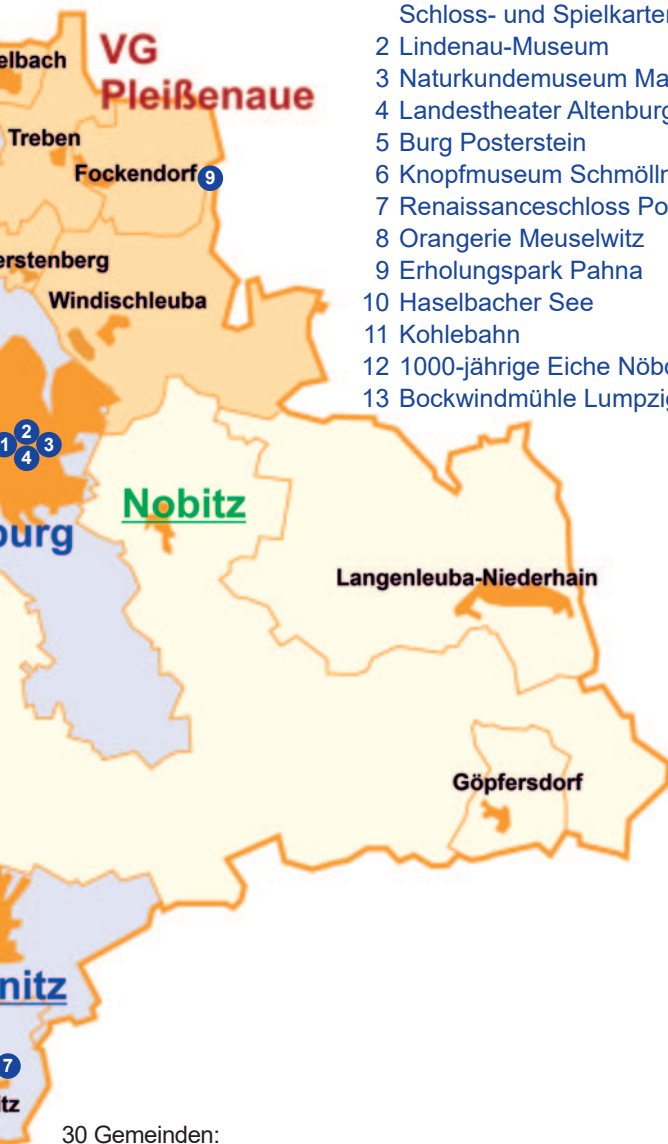 Schloss- und Spielkarten
2 Lindenau-Museum
3 Naturkundemuseum Ma
4 Landestheater Altenburg
5 Burg Posterstein
6 Knopfmuseum Schmölln
7 Renaissanceschloss Po
8 Orangerie Meuselwitz
9 Erholungspark Pahna
10 Haselbacher See
11 Kohlebahn
12 1000-jährige Eiche Nöbd
13 Bockwindmühle Lumpzig
elbach
VG
Pleißenaue
Treben
Fockendorf 9
erstenberg
Windischleuba
1 2 3
4
burg
Nobitz
Langenleuba-Niederhain
Göpfersdorf
nitz
7
itz
30 Gemeinden: